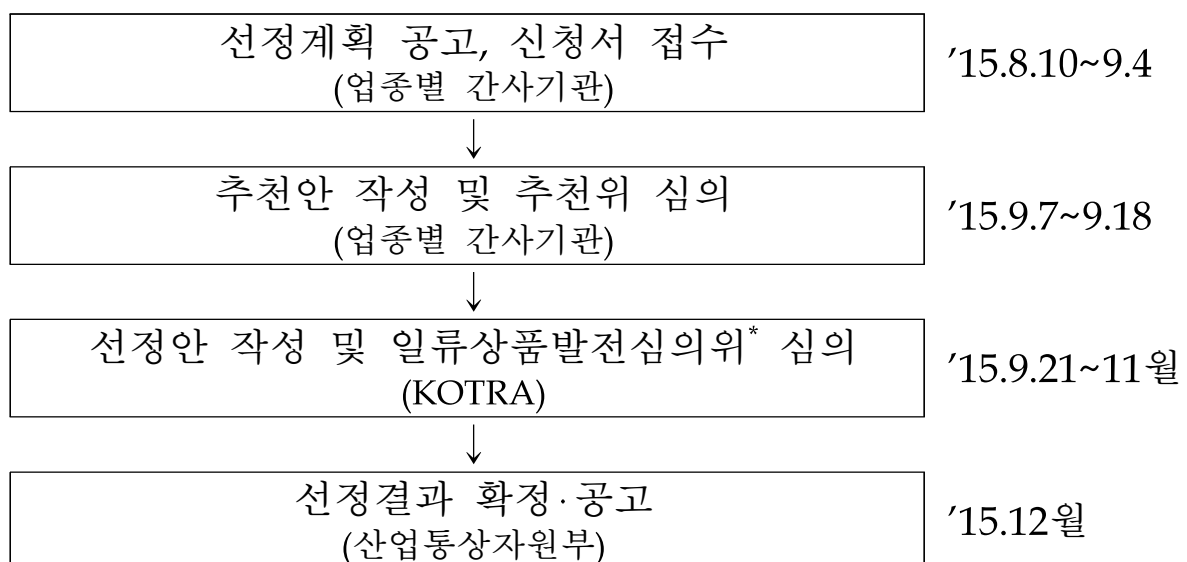 선정계획 공고, 신청서 접수
(업종별 간사기관)
’15.8.10~9.4
↓
추천안 작성 및 추천위 심의
(업종별 간사기관)
’15.9.7~9.18
↓
선정안 작성 및 일류상품발전심의위* 심의
(KOTRA)
’15.9.21~11월
↓
선정결과 확정·공고
(산업통상자원부)
’15.12월